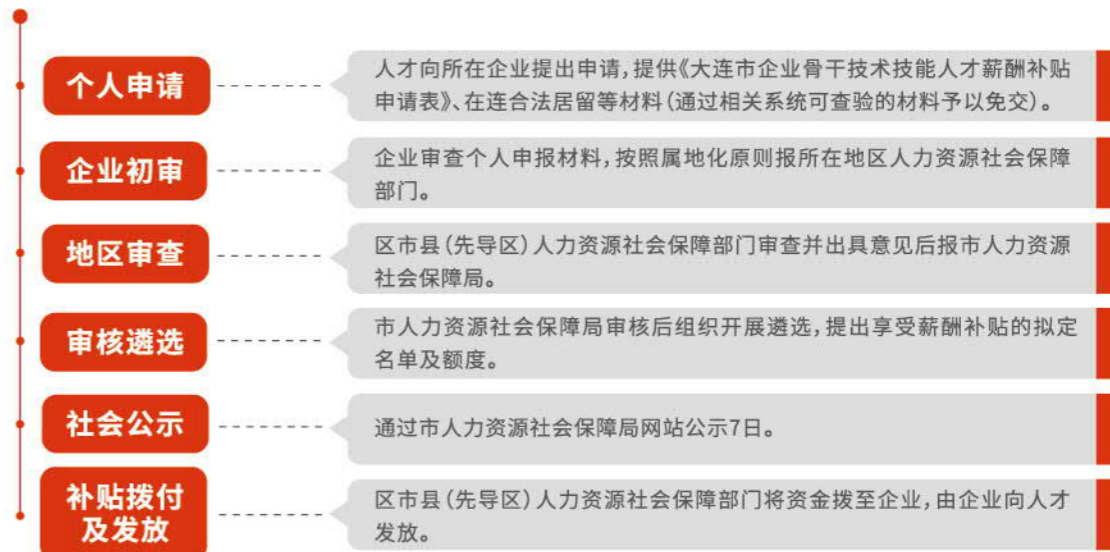 个人申请
人才向所在企业提出申请,提供《大连市企业骨干技术技能人才薪酬补贴
申请表》、在连合法居留等材料(通过相关系统可查验的材料予以免交)。
企业初审
企业审查个人申报材料,按照属地化原则报所在地区人力资源社会保障
部门。
地区审查
区市县(先导区)人力资源社会保障部门审查并出具意见后报市人力资源
社会保障局。
审核遴选
市人力资源社会保障局审核后组织开展遴选,提出享受薪酬补贴的拟定
名单及额度。
社会公示
通过市人力资源社会保障局网站公示7日。
补贴拨付
及发放
区市县(先导区)人力资源社会保障部门将资金拨至企业,由企业向人才
发放。